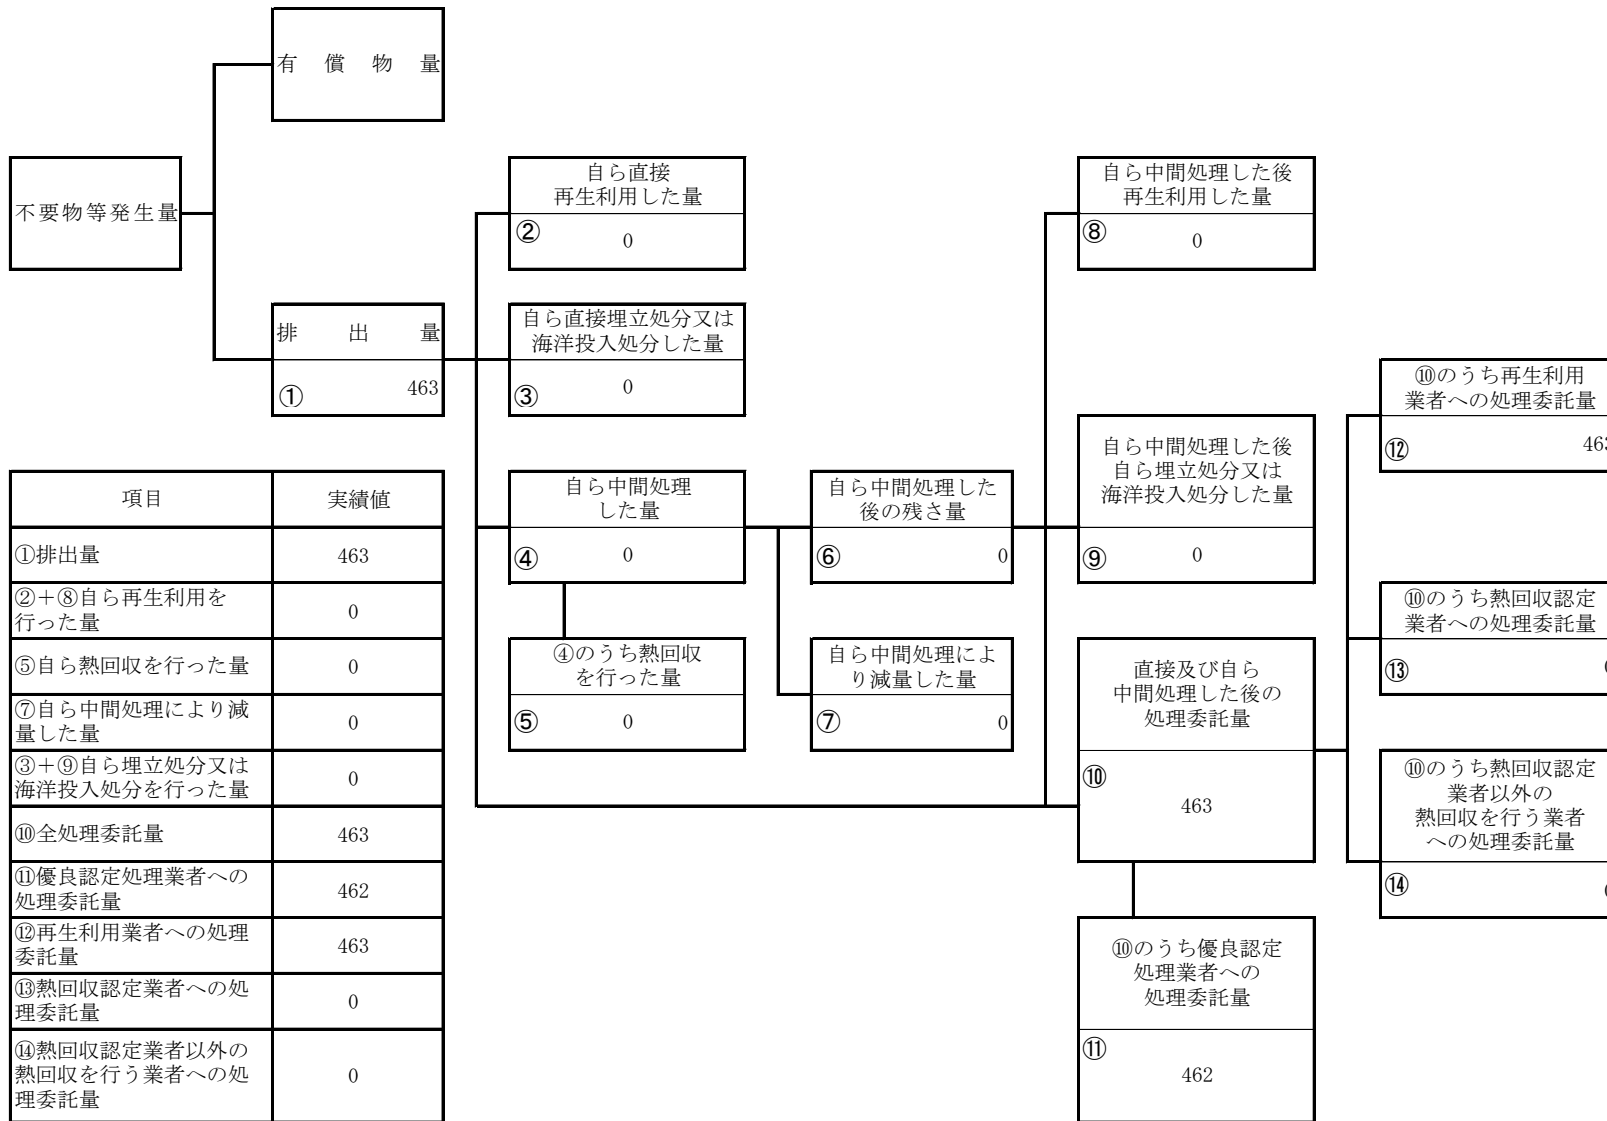 有償物量
不要物等発生量
排出量
①
463
自ら直接
再生利用した量
②
0
自ら直接埋立処分又は
海洋投入処分した量
③
0
自ら中間処理
した量
④
0
④のうち熱回収
を行った量
⑤
0
自ら中間処理した
後の残さ量
⑥
0
自ら中間処理によ
り減量した量
⑦
0
自ら中間処理した後
再生利用した量
⑧
0
自ら中間処理した後
自ら埋立処分又は
海洋投入処分した量
⑨
0
直接及び自ら
中間処理した後の
処理委託量
⑩
463
⑩のうち優良認定
処理業者への
処理委託量
⑪
462
⑩のうち再生利用
業者への処理委託量
⑫
463
⑩のうち熱回収認定
業者への処理委託量
⑬
⑩のうち熱回収認定
業者以外の
熱回収を行う業者
への処理委託量
⑭
項目
実績値
①排出量
463
②+⑧自ら再生利用を
行った量
0
⑤自ら熱回収を行った量
0
⑦自ら中間処理により減
量した量
0
③+⑨自ら埋立処分又は
海洋投入処分を行った量
0
⑩全処理委託量
463
⑪優良認定処理業者への
処理委託量
462
⑫再生利用業者への処理
委託量
463
⑬熱回収認定業者への処
理委託量
0
⑭熱回収認定業者以外の
熱回収を行う業者への処
理委託量
0